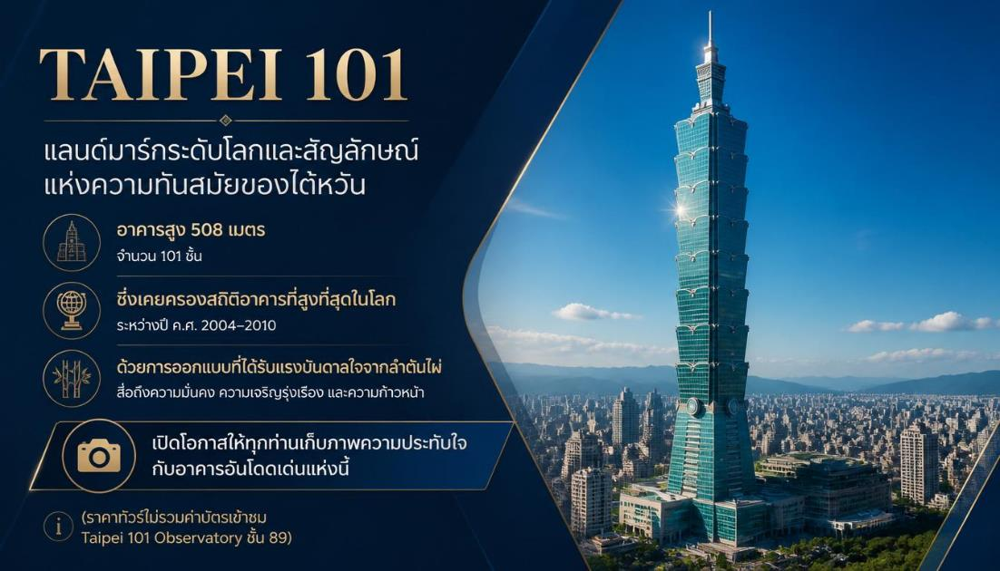 TAIPEI 101
แลนด์มาร์กระดับโลกและสัญลักษณ์
แห่งความทันสมัยของไต้หวัน
อาคารสูง 508 เมตร
จำนวน 101 ชั้น
ซึ่งเคยครองสถิติอาคารที่สูงที่สุดในโลก
ระหว่างปี ค.ศ. 2004–2010
ด้วยการออกแบบที่ได้รับแรงบันดาลใจจากลำต้นไผ่
สื่อถึงความมั่นคง ความเจริญรุ่งเรือง และความก้าวหน้า
เปิดโอกาสให้ทุกท่านเก็บภาพความประทับใจ
กับอาคารอันโดดเด่นแห่งนี้
(ราคาทัวร์ไม่รวมค่าบัตรเข้าชม
Taipei 101 Observatory ชั้น 89)